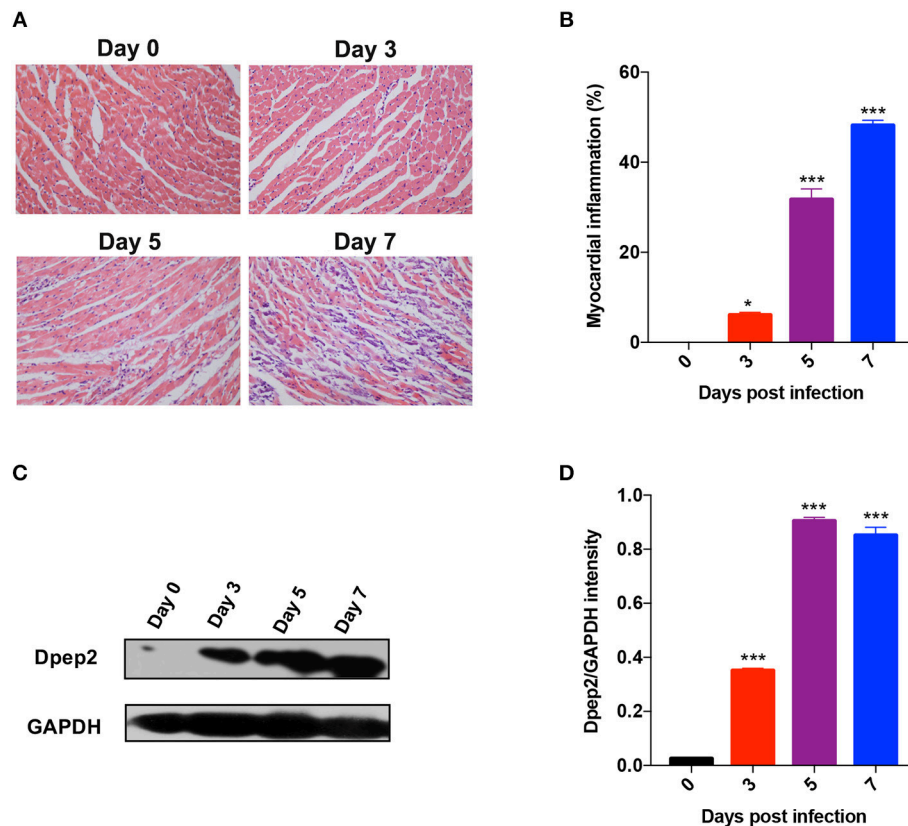 A
Day 0
Day 3
Day 5
Day 7
B
Myocardial inflammation (%)
60
40
20
0
*
***
***
0
3
5
7
Days post infection
C
Day 0
Day 3
Day 5
Day 7
Dpep2
GAPDH
D
Dpep2/GAPDH intensity
1.0
0.8
0.6
0.4
0.2
0.0
***
***
***
0
3
5
7
Days post infection